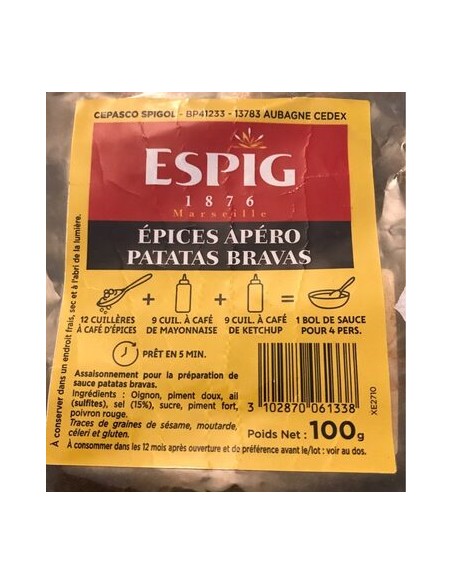 CEPASCO SPIGOL - BP41233 - 13783 AUBAGNE CEDEX
ESPIG
1876
Marseille
ÉPICES APÉRO
PATATAS BRAVAS
12 CUILLÈRES
À CAFÉ D'ÉPICES
+
9 CUIL. À CAFÉ
DE MAYONNAISE
+
9 CUIL. À CAFÉ
DE KETCHUP
=
1 BOL DE SAUCE
POUR 4 PERS.
PRÊT EN 5 MIN.
Assaisonnement pour la préparation de
sauce patatas bravas.
Ingrédients : Oignon, piment doux, ail
(sulfites), sel (15%), sucre, piment fort,
poivron rouge.
Traces de graines de sésame, moutarde,
céleri et gluten.
3 102870 061338
XE2710
Poids Net : 100g
À consommer dans les 12 mois après ouverture et de préférence avant le/lot : voir au dos.
A conserver dans un endroit frais, sec et à l'abri de la lumière.